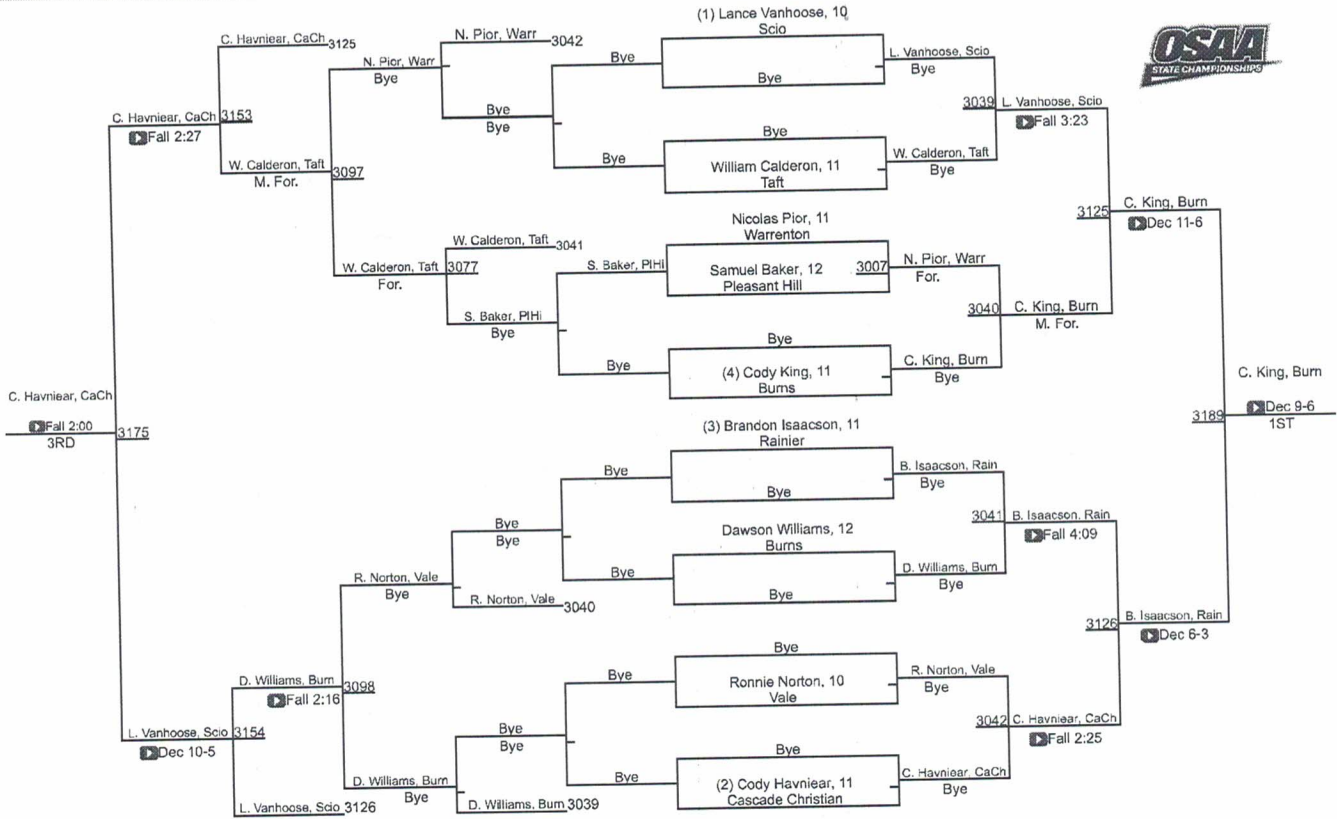 (1) Lance Vanhoose, 10
Scio
OSAA
STATE CHAMPIONSHIPS
C. Havniear, CaCh 3125
N. Pior, Warr 3042
N. Pior, Warr
Bye
Bye
Bye
L. Vanhoose, Scio
Bye
Bye
Bye
3039 L. Vanhoose, Scio
Fall 3:23
C. Havniear, CaCh 3153
Fall 2:27
Bye
William Calderon, 11
Taft
Bye
W. Calderon, Taft
Bye
W. Calderon, Taft 3097
M. For.
Nicolas Pior, 11
Warrenton
3125 C. King, Burn
Dec 11-6
W. Calderon, Taft 3041
W. Calderon, Taft 3077
For.
S. Baker, PlHi
Samuel Baker, 12 3007
Pleasant Hill
N. Pior, Warr
For.
S. Baker, PlHi
Bye
3040 C. King, Burn
M. For.
Bye
Bye
(4) Cody King, 11
Burns
C. King, Burn
Bye
C. Havniear, CaCh
Fall 2:00 3175
3RD
C. King, Burn
3189 Dec 9-6
1ST
(3) Brandon Isaacson, 11
Rainier
Bye
Bye
B. Isaacson, Rain
Bye
Bye
Bye
Dawson Williams, 12
Burns
3041 B. Isaacson, Rain
Fall 4:09
Bye
Bye
D. Williams, Burn
Bye
R. Norton, Vale
Bye
R. Norton, Vale 3040
3126 B. Isaacson, Rain
Dec 6-3
Bye
Bye
Ronnie Norton, 10
Vale
R. Norton, Vale
Bye
D. Williams, Burn 3098
Fall 2:16
L. Vanhoose, Scio 3154
Dec 10-5
Bye
Bye
3042 C. Havniear, CaCh
Fall 2:25
Bye
Bye
(2) Cody Havniear, 11
Cascade Christian
C. Havniear, CaCh
Bye
D. Williams, Burn
Bye
D. Williams, Burn 3039
L. Vanhoose, Scio 3126